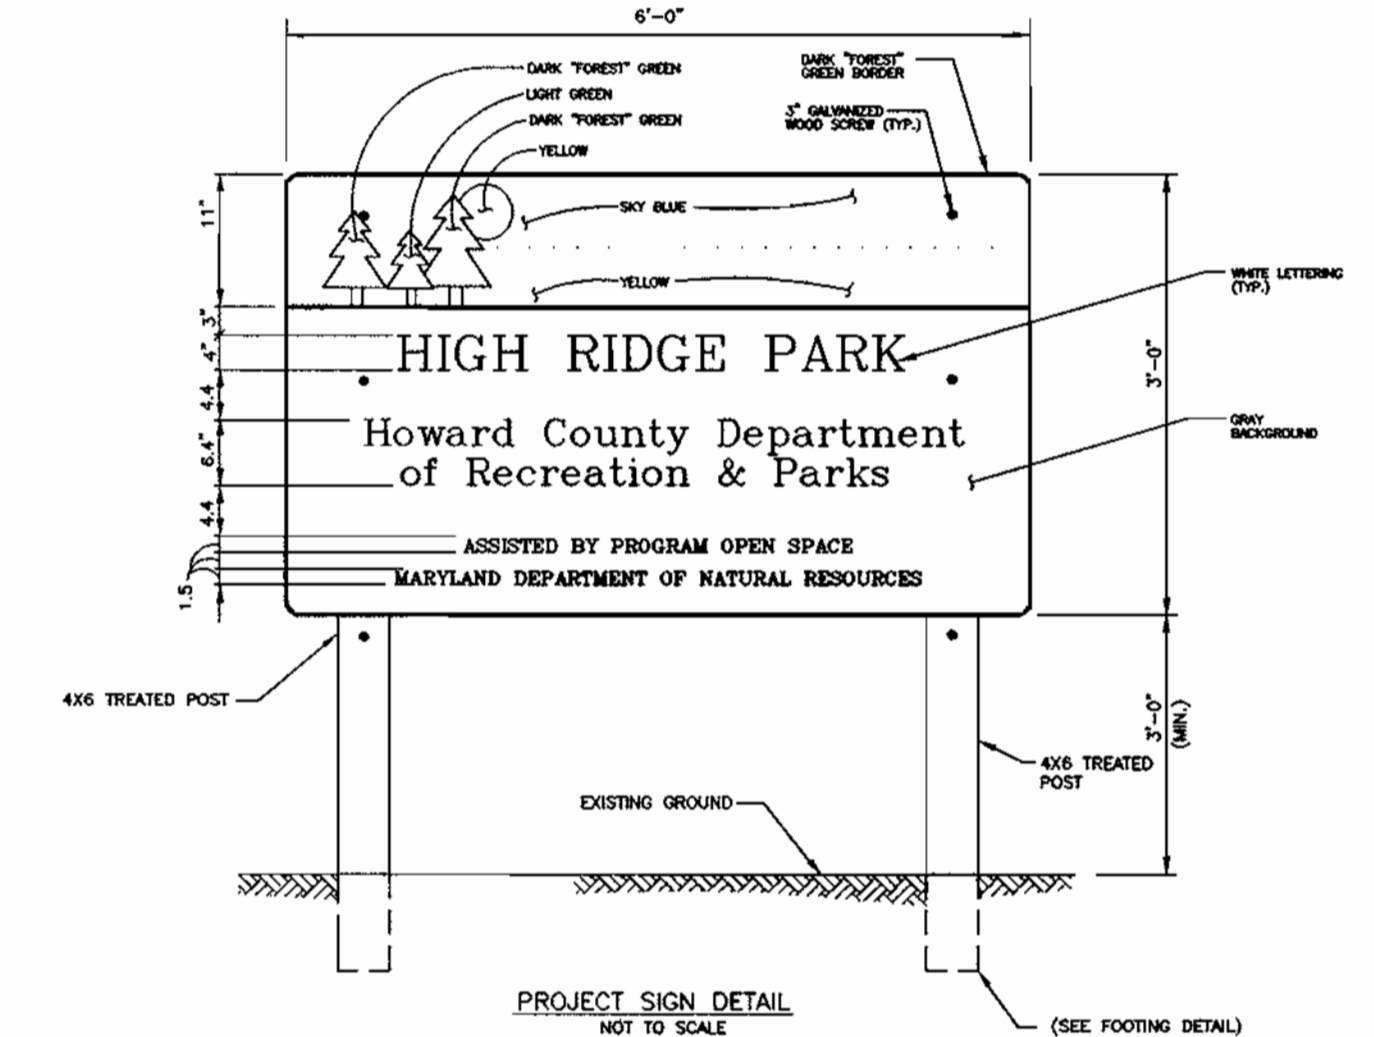 6'-0"
DARK "FOREST" GREEN
LIGHT GREEN
DARK "FOREST" GREEN
YELLOW
DARK "FOREST"
GREEN BORDER
3" GALVANIZED
WOOD SCREW (TYP.)
SKY BLUE
YELLOW
11"
3"
4"
4.4
6.4"
4.4
1.5
WHITE LETTERING
(TYP.)
HIGH RIDGE PARK
3'-0"
GRAY
BACKGROUND
Howard County Department
of Recreation & Parks
ASSISTED BY PROGRAM OPEN SPACE
MARYLAND DEPARTMENT OF NATURAL RESOURCES
4X6 TREATED POST
3'-0"
(MIN.)
4X6 TREATED
POST
EXISTING GROUND
PROJECT SIGN DETAIL
NOT TO SCALE
(SEE FOOTING DETAIL)